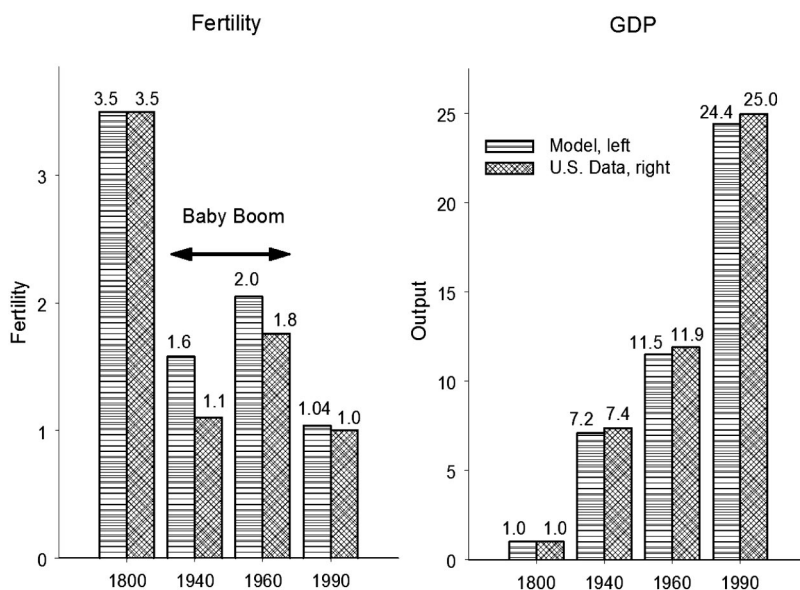 Fertility
3.5 3.5
3
Baby Boom
2.0
2
1.8
1.6
1.1
1.04
1.0
1
0
Fertility
1800 1940 1960 1990
GDP
25.0
24.4
25
Model, left
U.S. Data, right
20
15
11.5 11.9
10
7.2 7.4
5
1.0 1.0
0
Output
1800 1940 1960 1990